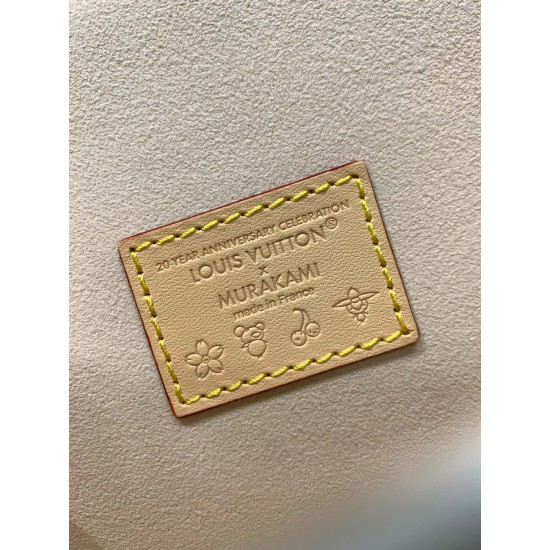 20 YEAR ANNIVERSARY CELEBRATION
LOUIS VUITTON®
x
MURAKAMI
made in France